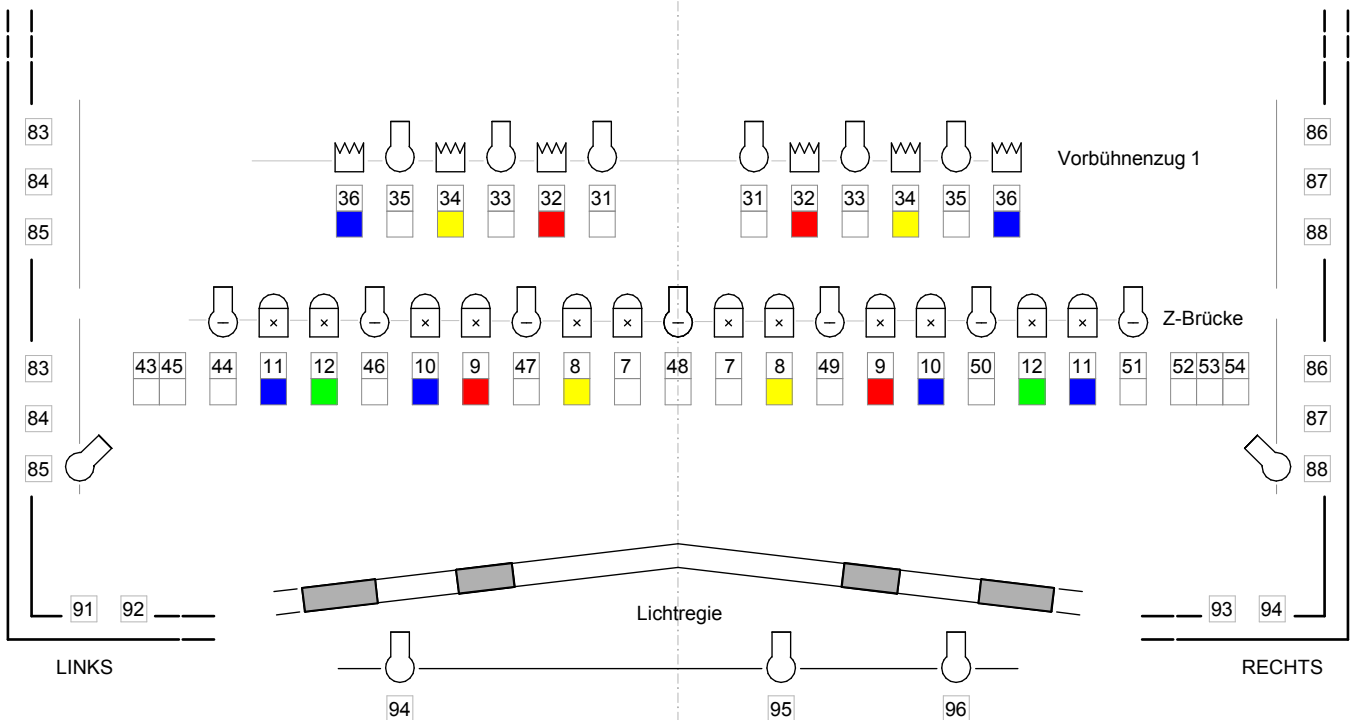 83 86
84 Vorbühnenzug 1 87
36 35 34 33 32 31 31 32 33 34 35 36
85 88
Z-Brücke
83 43 45 44 11 12 46 10 9 47 8 7 48 7 8 49 9 10 50 12 11 51 52 53 54 86
84 87
85 88
91 92 Lichtregie 93 94
LINKS RECHTS
94 95 96